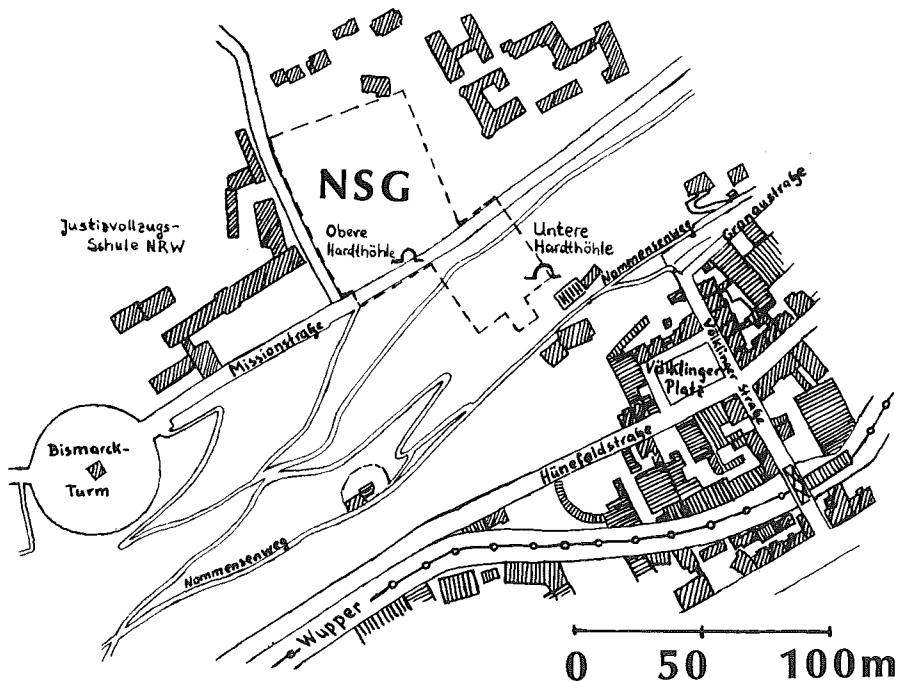 NSG
Justizvollzugs-
Schule NRW
Obere
Hardthöhle
Untere
Hardthöhle
Nommensenweg
Granaustraße
Missionstraße
Völklinger
Straße
Völklinger
Platz
Bismarck-
Turm
Hünefeldstraße
Nommensenweg
Wupper
0 50 100m